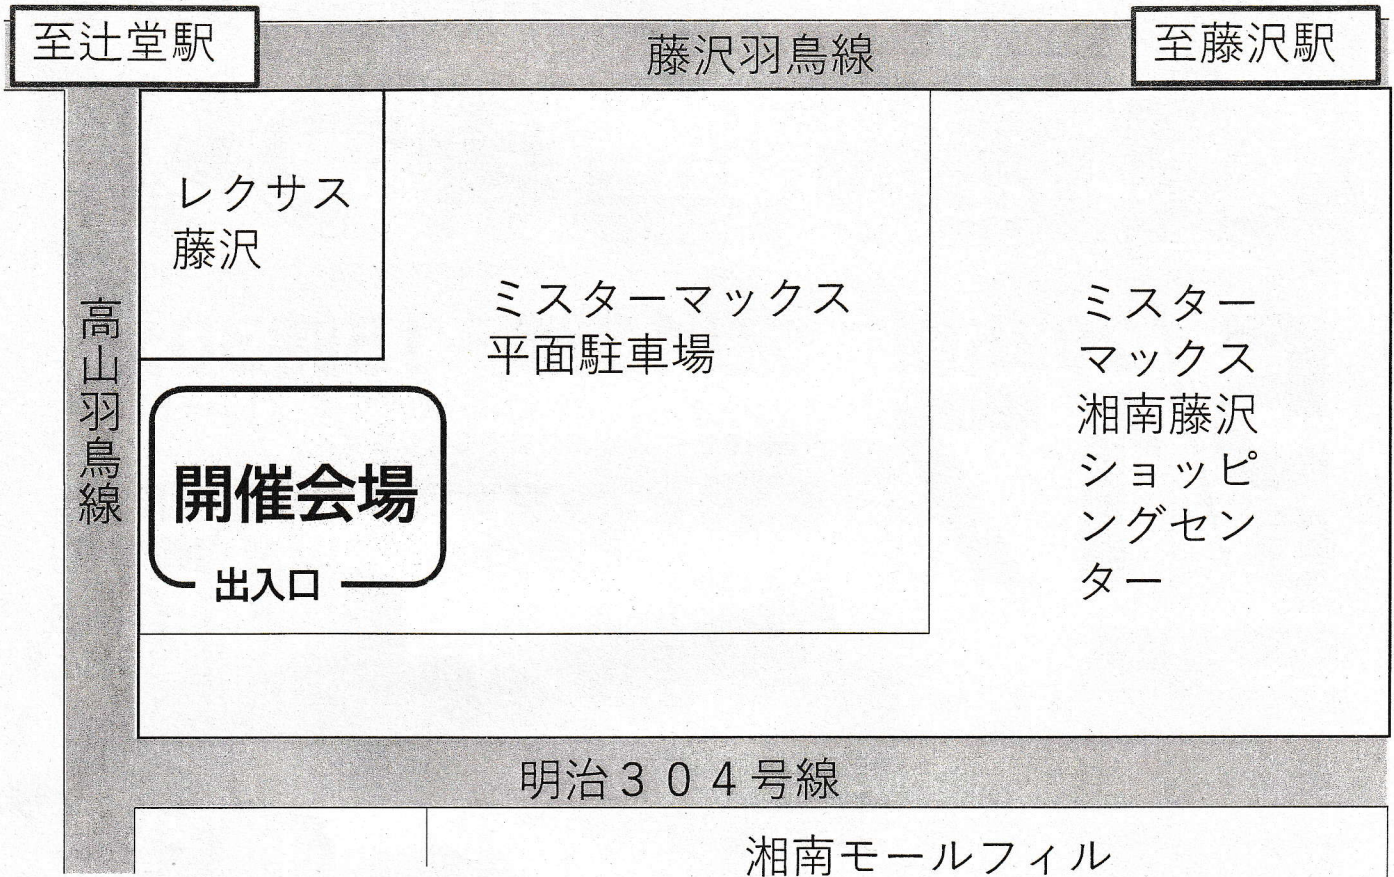 至辻堂駅
藤沢羽鳥線
至藤沢駅
レクサス
藤沢
高山羽鳥線
ミスターマックス
平面駐車場
ミスター
マックス
湘南藤沢
ショッピ
ングセン
ター
開催会場
出入口
明治３０４号線
湘南モールフィル